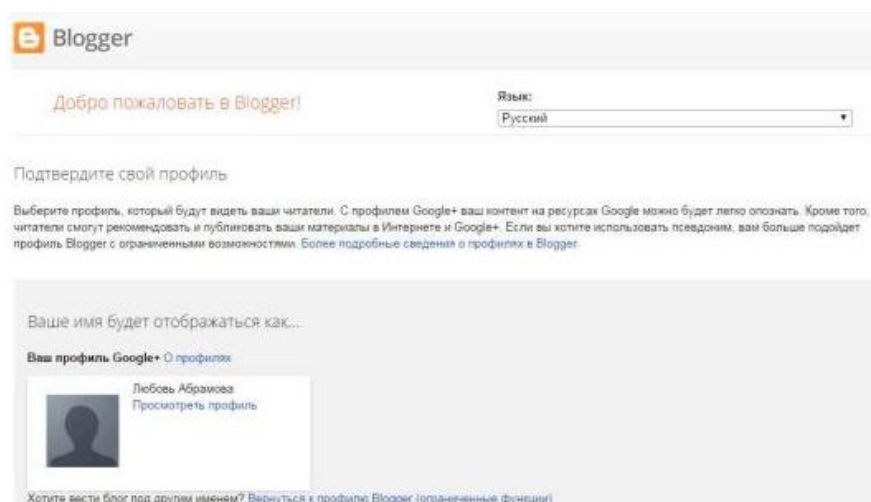 Blogger
Добро пожаловать в Blogger!
Язык:
Русский
Подтвердите свой профиль
Выберите профиль, который будут видеть ваши читатели. С профилем Google+ ваш контент на ресурсах Google можно будет легко опознать. Кроме того,
читатели смогут рекомендовать и публиковать ваши материалы в Интернете и Google+. Если вы хотите использовать псевдоним, вам больше подойдет
профиль Blogger с ограниченными возможностями. Более подробные сведения о профилях в Blogger.
Ваше имя будет отображаться как...
Ваш профиль Google+ О профилях
Любовь Абрамова
Просмотреть профиль
Хотите вести блог под другим именем? Вернуться к профилю Blogger (ограниченные функции)